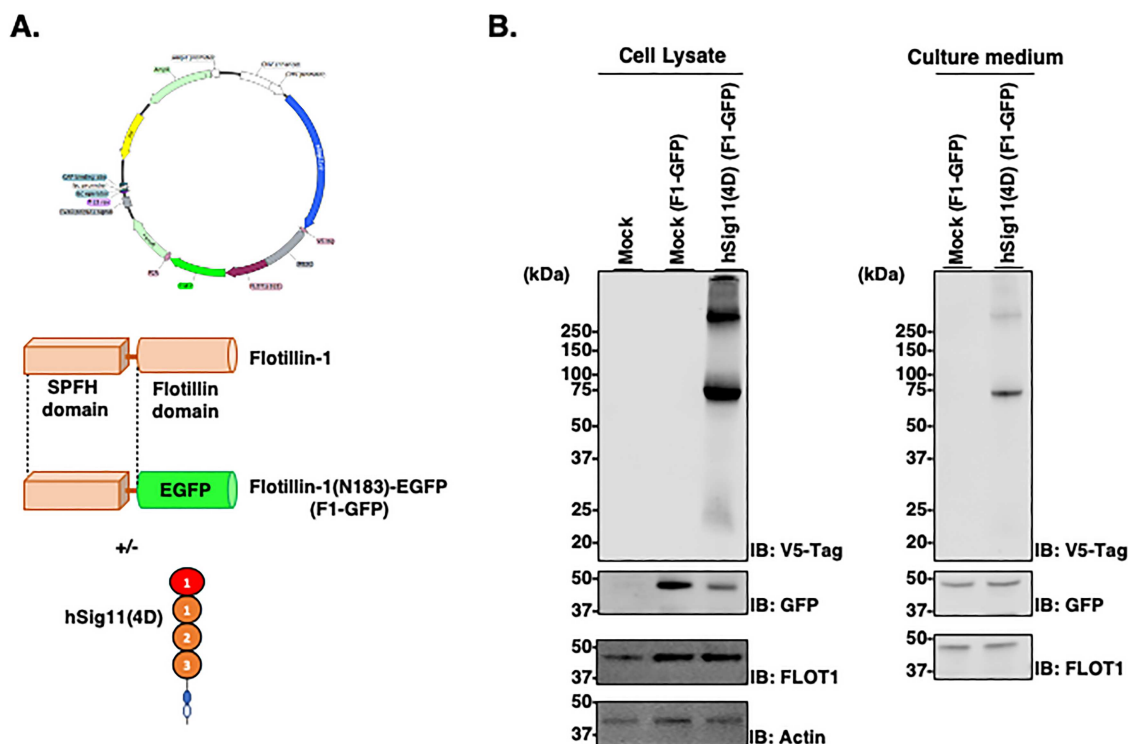 A.
Flotillin-1
SPFH
domain
Flotillin
domain
EGFP
Flotillin-1(N183)-EGFP
(F1-GFP)
+/-
hSig11(4D)
1
1
2
3
B.
Cell Lysate
Mock
Mock (F1-GFP)
hSig11(4D) (F1-GFP)
(kDa)
250
150
100
75
50
37
25
20
IB: V5-Tag
50
37
IB: GFP
50
37
IB: FLOT1
50
37
IB: Actin
Culture medium
Mock (F1-GFP)
hSig11(4D) (F1-GFP)
(kDa)
250
150
100
75
50
37
25
20
IB: V5-Tag
50
37
IB: GFP
50
37
IB: FLOT1